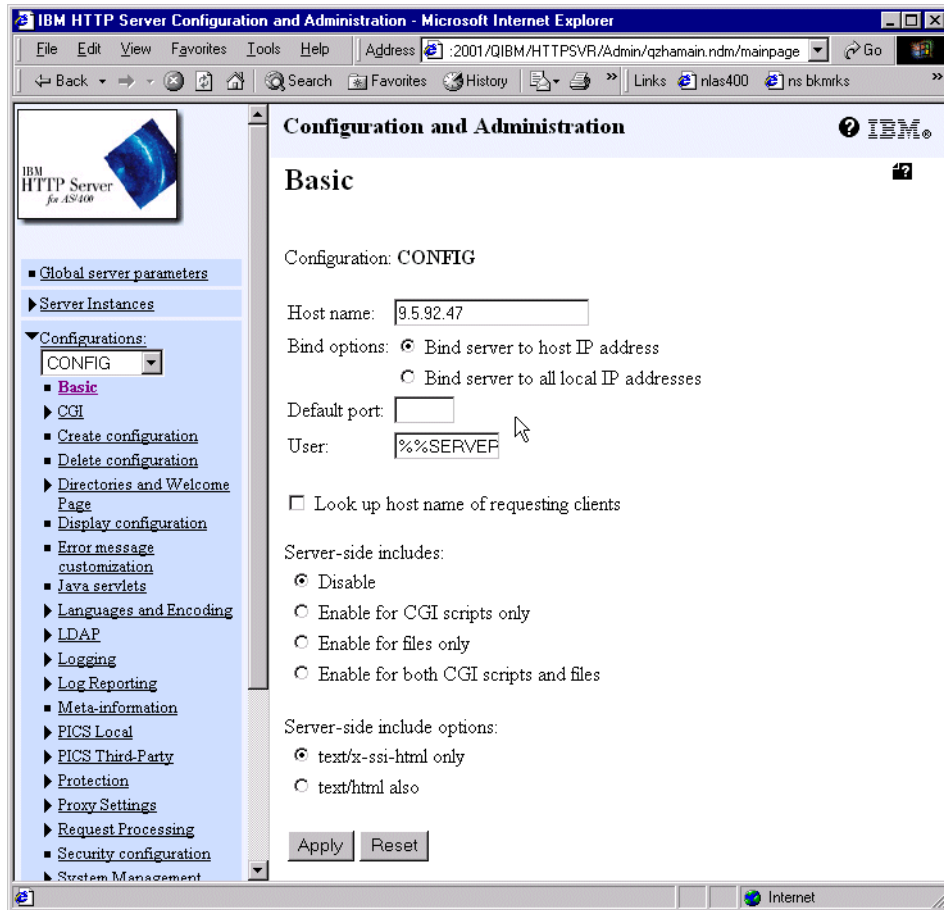 IBM HTTP Server Configuration and Administration - Microsoft Internet Explorer
File Edit View Favorites Tools Help Address :2001/QIBM/HTTPSVR/Admin/qzhamain.ndm/mainpage Go
Back Search Favorites History » Links nlas400 ns bkmrks »
IBM
HTTP Server
for AS/400
Configuration and Administration
? IBM®
Basic
?
Global server parameters
Server Instances
Configurations:
CONFIG
Basic
CGI
Create configuration
Delete configuration
Directories and Welcome
Page
Display configuration
Error message
customization
Java servlets
Languages and Encoding
LDAP
Logging
Log Reporting
Meta-information
PICS Local
PICS Third-Party
Protection
Proxy Settings
Request Processing
Security configuration
System Management
Configuration: CONFIG
Host name: 9.5.92.47
Bind options: Bind server to host IP address
Bind server to all local IP addresses
Default port:
User: %%SERVER
Look up host name of requesting clients
Server-side includes:
Disable
Enable for CGI scripts only
Enable for files only
Enable for both CGI scripts and files
Server-side include options:
text/x-ssi-html only
text/html also
Apply Reset
Internet